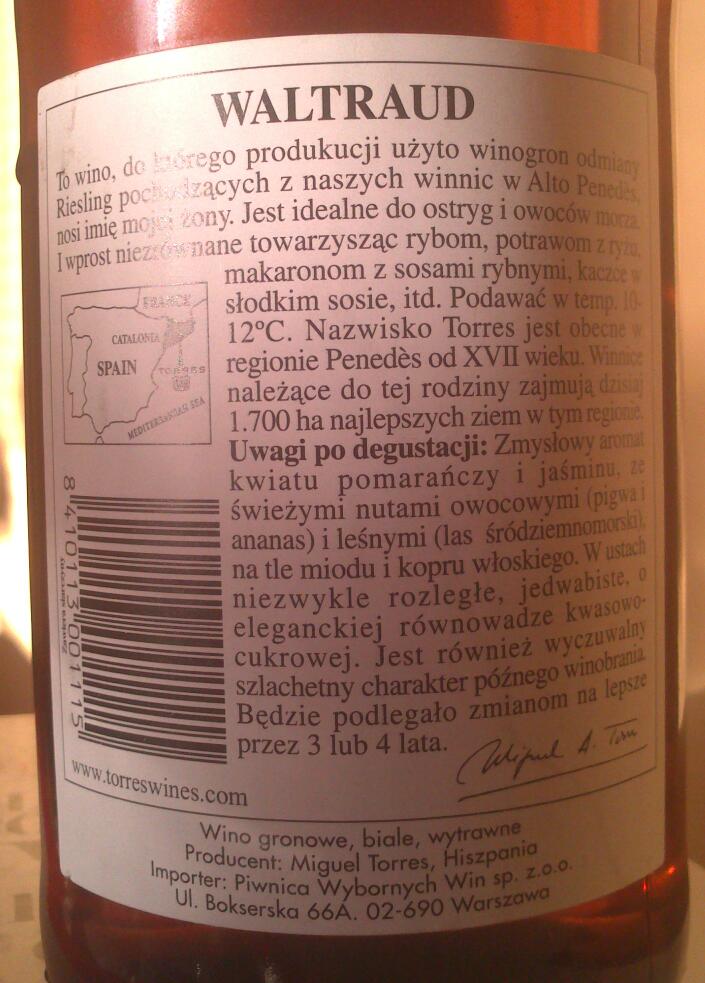 WALTRAUD
To wino, do którego produkucji użyto winogron odmiany
Riesling pochodzących z naszych winnic w Alto Penedès,
nosi imię mojej żony. Jest idealne do ostryg i owoców morza.
I wprost niezrównane towarzysząc rybom, potrawom z ryżu,
makaronom z sosami rybnymi, kaczce w
słodkim sosie, itd. Podawać w temp. 10-
12ºC. Nazwisko Torres jest obecne w
regionie Penedès od XVII wieku. Winnice
należące do tej rodziny zajmują dzisiaj
1.700 ha najlepszych ziem w tym regionie.
Uwagi po degustacji: Zmysłowy aromat
kwiatu pomarańczy i jaśminu, ze
świeżymi nutami owocowymi (pigwa i
ananas) i leśnymi (las śródziemnomorski),
na tle miodu i kopru włoskiego. W ustach
niezwykle rozległe, jedwabiste, o
eleganckiej równowadze kwasowo-
cukrowej. Jest również wyczuwalny
szlachetny charakter późnego winobrania.
Będzie podlegało zmianom na lepsze
przez 3 lub 4 lata.
FRANCE
CATALONIA
SPAIN
TORRES
MEDITERRANEAN SEA
8 410113 001115
Zawiera siarczyny
Miguel A. Torres
www.torreswines.com
Wino gronowe, biale, wytrawne
Producent: Miguel Torres, Hiszpania
Importer: Piwnica Wybornych Win sp. z.o.o.
Ul. Bokserska 66A. 02-690 Warszawa